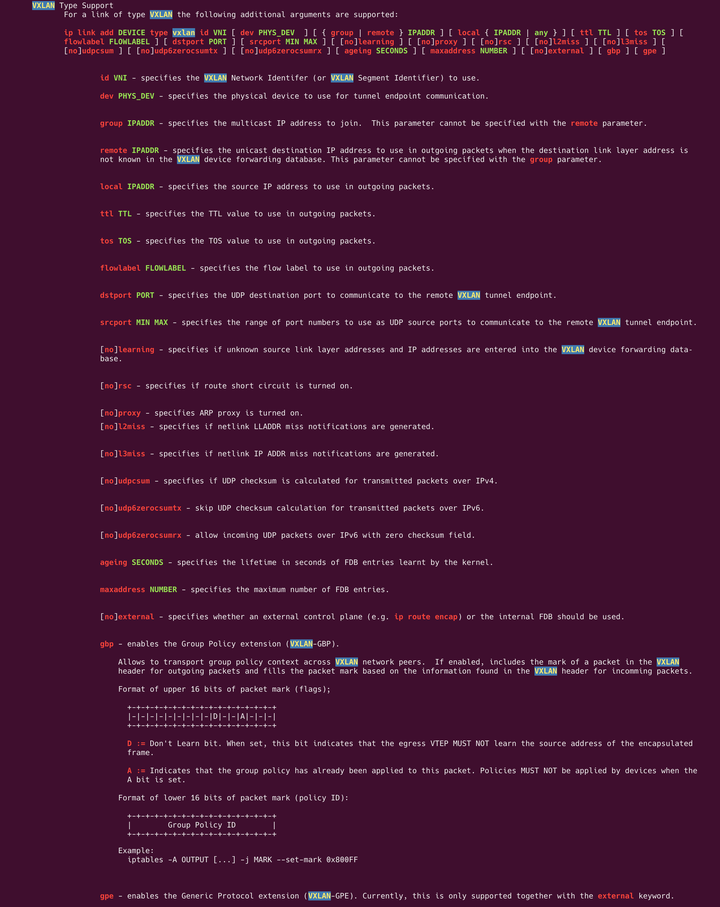 VXLAN Type Support
For a link of type VXLAN the following additional arguments are supported:
ip link add DEVICE type vxlan id VNI [ dev PHYS_DEV  ] [ { group | remote } IPADDR ] [ local { IPADDR | any } ] [ ttl TTL ] [ tos TOS ] [
flowlabel FLOWLABEL ] [ dstport PORT ] [ srcport MIN MAX ] [ [no]learning ] [ [no]proxy ] [ [no]rsc ] [ [no]l2miss ] [ [no]l3miss ] [
[no]udpcsum ] [ [no]udp6zerocsumtx ] [ [no]udp6zerocsumrx ] [ ageing SECONDS ] [ maxaddress NUMBER ] [ [no]external ] [ gbp ] [ gpe ]
id VNI - specifies the VXLAN Network Identifer (or VXLAN Segment Identifier) to use.
dev PHYS_DEV - specifies the physical device to use for tunnel endpoint communication.
group IPADDR - specifies the multicast IP address to join.  This parameter cannot be specified with the remote parameter.
remote IPADDR - specifies the unicast destination IP address to use in outgoing packets when the destination link layer address is
not known in the VXLAN device forwarding database. This parameter cannot be specified with the group parameter.
local IPADDR - specifies the source IP address to use in outgoing packets.
ttl TTL - specifies the TTL value to use in outgoing packets.
tos TOS - specifies the TOS value to use in outgoing packets.
flowlabel FLOWLABEL - specifies the flow label to use in outgoing packets.
dstport PORT - specifies the UDP destination port to communicate to the remote VXLAN tunnel endpoint.
srcport MIN MAX - specifies the range of port numbers to use as UDP source ports to communicate to the remote VXLAN tunnel endpoint.
[no]learning - specifies if unknown source link layer addresses and IP addresses are entered into the VXLAN device forwarding data-
base.
[no]rsc - specifies if route short circuit is turned on.
[no]proxy - specifies ARP proxy is turned on.
[no]l2miss - specifies if netlink LLADDR miss notifications are generated.
[no]l3miss - specifies if netlink IP ADDR miss notifications are generated.
[no]udpcsum - specifies if UDP checksum is calculated for transmitted packets over IPv4.
[no]udp6zerocsumtx - skip UDP checksum calculation for transmitted packets over IPv6.
[no]udp6zerocsumrx - allow incoming UDP packets over IPv6 with zero checksum field.
ageing SECONDS - specifies the lifetime in seconds of FDB entries learnt by the kernel.
maxaddress NUMBER - specifies the maximum number of FDB entries.
[no]external - specifies whether an external control plane (e.g. ip route encap) or the internal FDB should be used.
gbp - enables the Group Policy extension (VXLAN-GBP).
Allows to transport group policy context across VXLAN network peers.  If enabled, includes the mark of a packet in the VXLAN
header for outgoing packets and fills the packet mark based on the information found in the VXLAN header for incomming packets.
Format of upper 16 bits of packet mark (flags);
+-+-+-+-+-+-+-+-+-+-+-+-+-+-+-+-+
|-|-|-|-|-|-|-|-|-|D|-|-|A|-|-|-|
+-+-+-+-+-+-+-+-+-+-+-+-+-+-+-+-+
D := Don't Learn bit. When set, this bit indicates that the egress VTEP MUST NOT learn the source address of the encapsulated
frame.
A := Indicates that the group policy has already been applied to this packet. Policies MUST NOT be applied by devices when the
A bit is set.
Format of lower 16 bits of packet mark (policy ID):
+-+-+-+-+-+-+-+-+-+-+-+-+-+-+-+-+
|        Group Policy ID        |
+-+-+-+-+-+-+-+-+-+-+-+-+-+-+-+-+
Example:
iptables -A OUTPUT [...] -j MARK --set-mark 0x800FF
gpe - enables the Generic Protocol extension (VXLAN-GPE). Currently, this is only supported together with the external keyword.